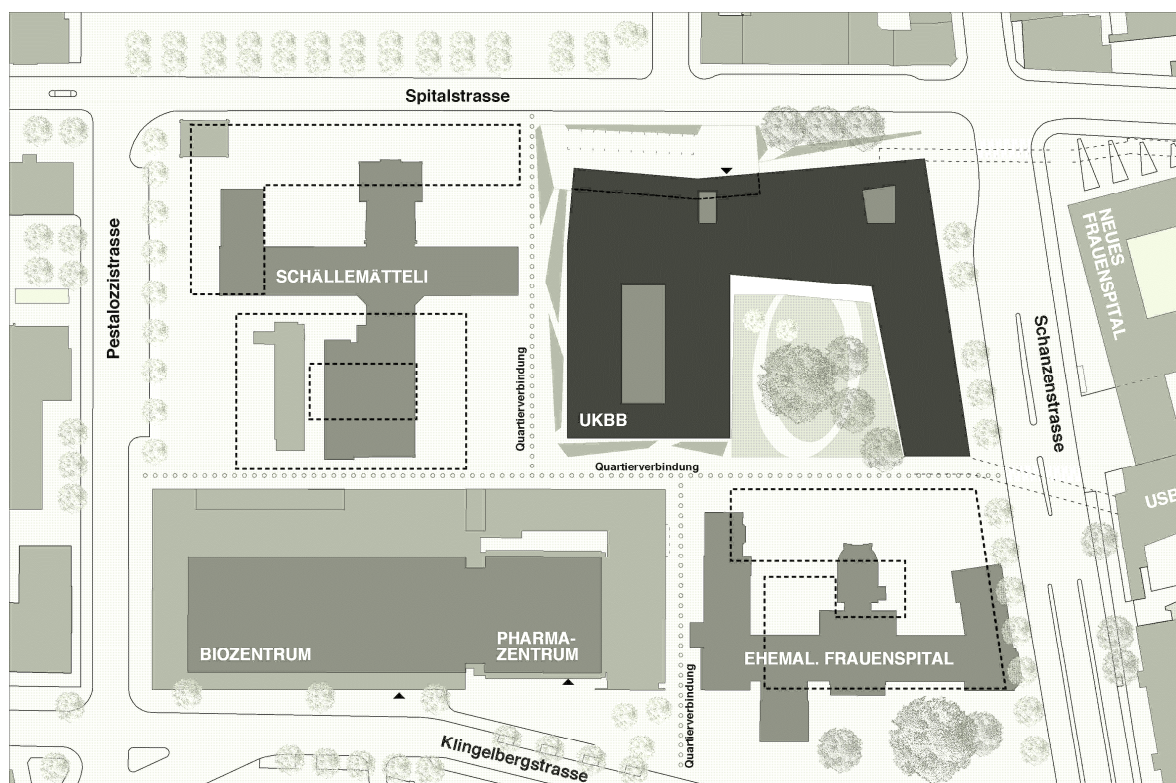 Spitalstrasse
Pestalozzistrasse
SCHÄLLEMÄTTELI
NEUES
FRAUENSPITAL
Schanzenstrasse
Quartierverbindung
UKBB
Quartierverbindung
USB
BIOZENTRUM
PHARMA-
ZENTRUM
EHEMAL. FRAUENSPITAL
Quartierverbindung
Klingelbergstrasse